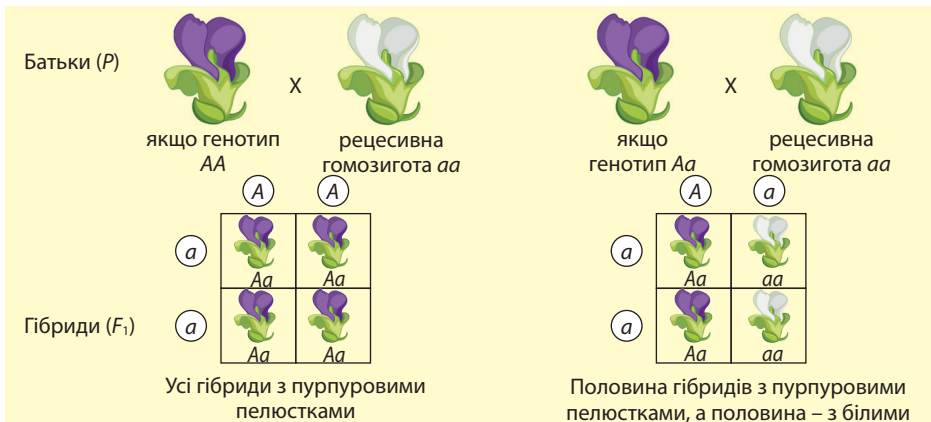 Батьки (P)
X
X
якщо генотип
AA
рецесивна
гомозигота aa
якщо
генотип Aa
рецесивна
гомозигота aa
A
A
A
a
a
Aa
Aa
a
Aa
aa
Гібриди (F₁)
a
Aa
Aa
a
Aa
aa
Усі гібриди з пурпуровими
пелюстками
Половина гібридів з пурпуровими
пелюстками, а половина – з білими